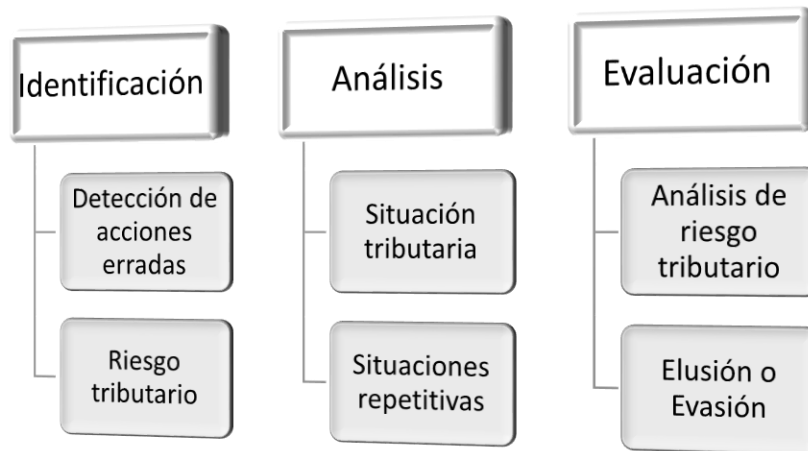 Identificación
Detección de
acciones
erradas
Riesgo
tributario
Análisis
Situación
tributaria
Situaciones
repetitivas
Evaluación
Análisis de
riesgo
tributario
Elusión o
Evasión